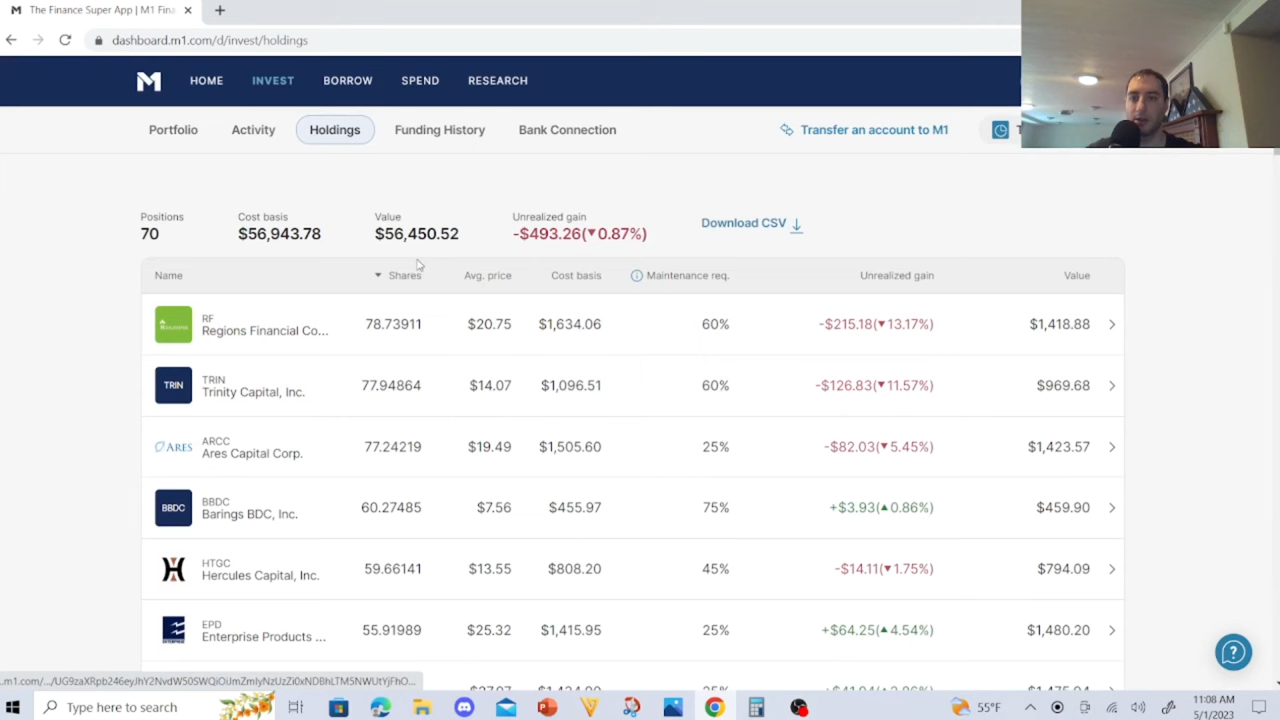 The Finance Super App | M1 Fina
dashboard.m1.com/d/invest/holdings
HOME INVEST BORROW SPEND RESEARCH
Portfolio Activity Holdings Funding History Bank Connection Transfer an account to M1 T
Positions Cost basis Value Unrealized gain
70 $56,943.78 $56,450.52 -$493.26(▼0.87%) Download CSV
Name Shares Avg. price Cost basis Maintenance req. Unrealized gain Value
RF
Regions Financial Co... 78.73911 $20.75 $1,634.06 60% -$215.18(▼13.17%) $1,418.88
TRIN TRIN
Trinity Capital, Inc. 77.94864 $14.07 $1,096.51 60% -$126.83(▼11.57%) $969.68
ARES ARCC
Ares Capital Corp. 77.24219 $19.49 $1,505.60 25% -$82.03(▼5.45%) $1,423.57
BBDC BBDC
Barings BDC, Inc. 60.27485 $7.56 $455.97 75% +$3.93(▲0.86%) $459.90
HTGC
Hercules Capital, Inc. 59.66141 $13.55 $808.20 45% -$14.11(▼1.75%) $794.09
EPD
Enterprise Products ... 55.91989 $25.32 $1,415.95 25% +$64.25(▲4.54%) $1,480.20
Type here to search 55°F 11:08 AM
5/1/2023